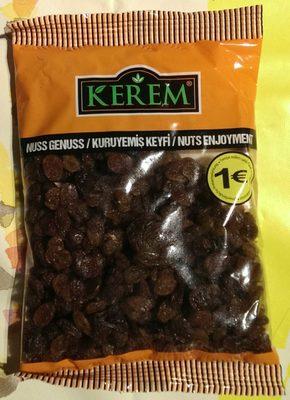 KEREM®
NUSS GENUSS / KURUYEMİŞ KEYFİ / NUTS ENJOYMENT
1€